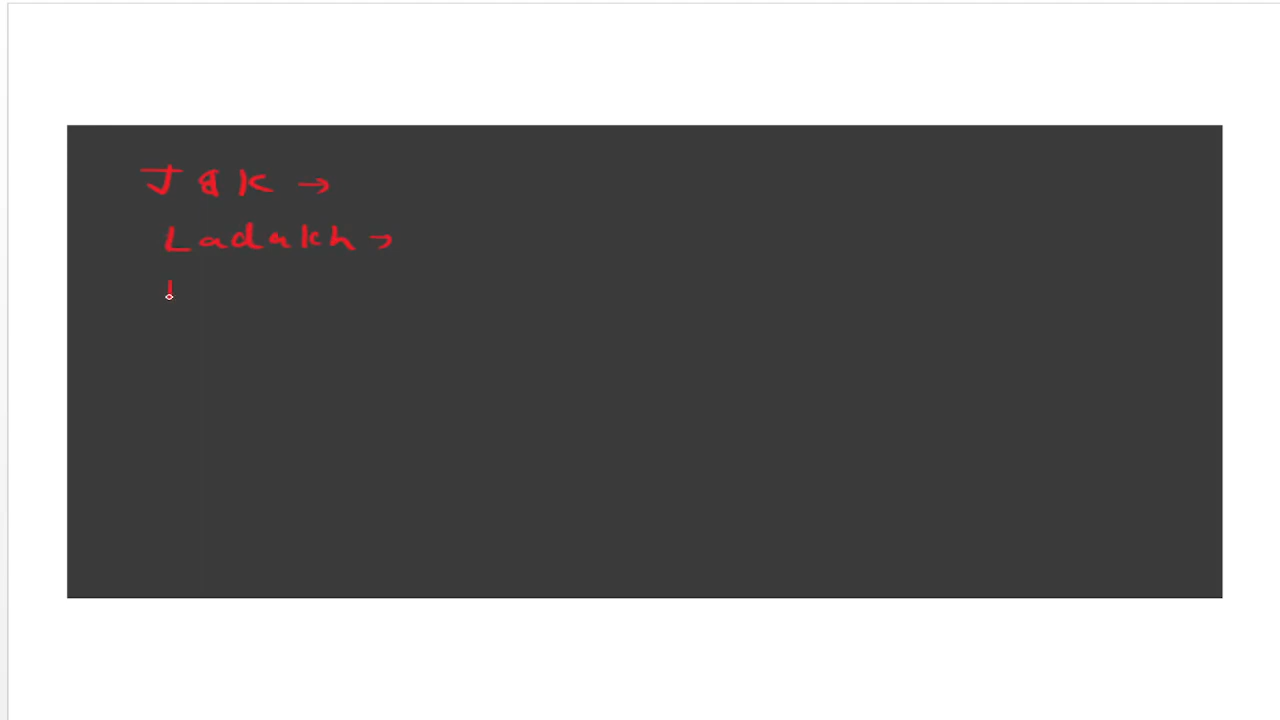 J & K →
Ladakh →